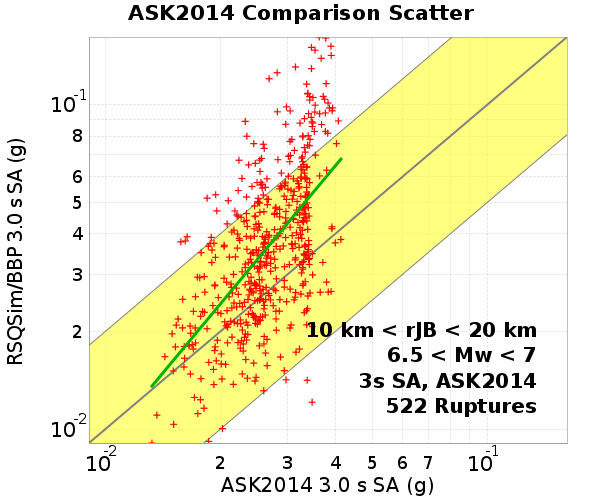 ASK2014 Comparison Scatter
RSQSim/BBP 3.0 s SA (g)
10⁻¹
8
6
5
4
3
2
10⁻²
10 km < rJB < 20 km
6.5 < Mw < 7
3s SA, ASK2014
522 Ruptures
10⁻² 2 3 4 5 6 7 10⁻¹
ASK2014 3.0 s SA (g)